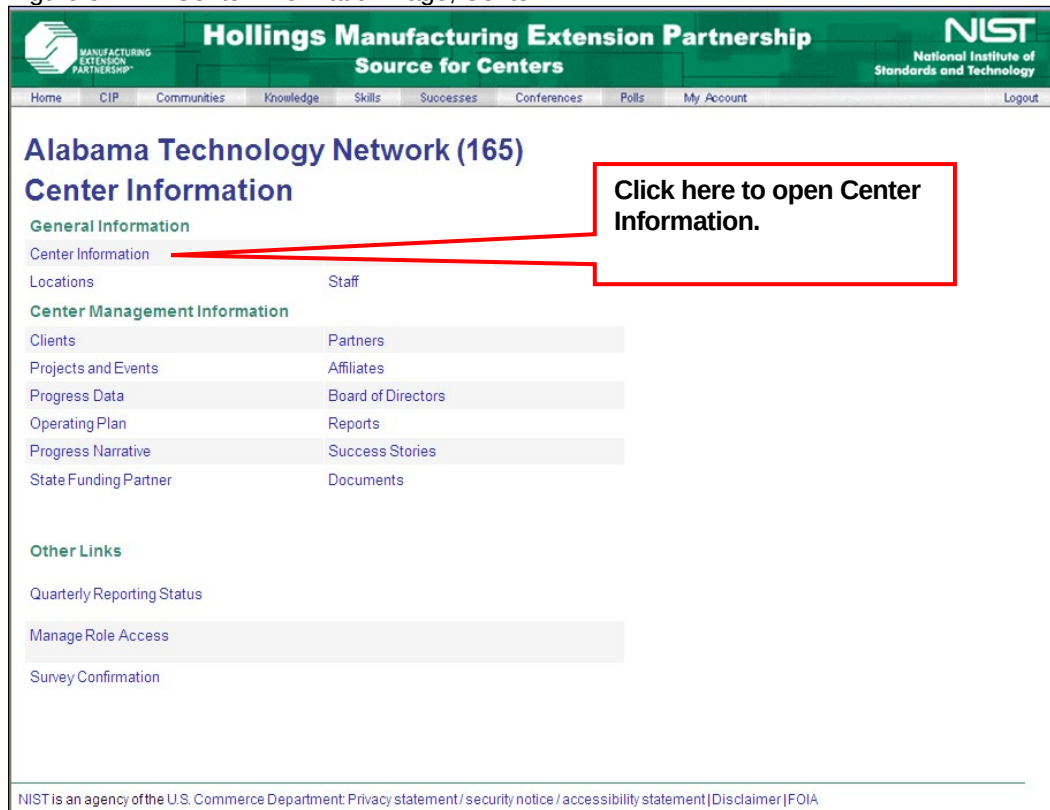 MANUFACTURING
EXTENSION
PARTNERSHIP
Hollings Manufacturing Extension Partnership
Source for Centers
NIST
National Institute of
Standards and Technology
Home CIP Communities Knowledge Skills Successes Conferences Polls My Account Logout
Alabama Technology Network (165)
Center Information
Click here to open Center
Information.
General Information
Center Information
Locations Staff
Center Management Information
Clients Partners
Projects and Events Affiliates
Progress Data Board of Directors
Operating Plan Reports
Progress Narrative Success Stories
State Funding Partner Documents
Other Links
Quarterly Reporting Status
Manage Role Access
Survey Confirmation
NIST is an agency of the U.S. Commerce Department: Privacy statement / security notice / accessibility statement | Disclaimer | FOIA